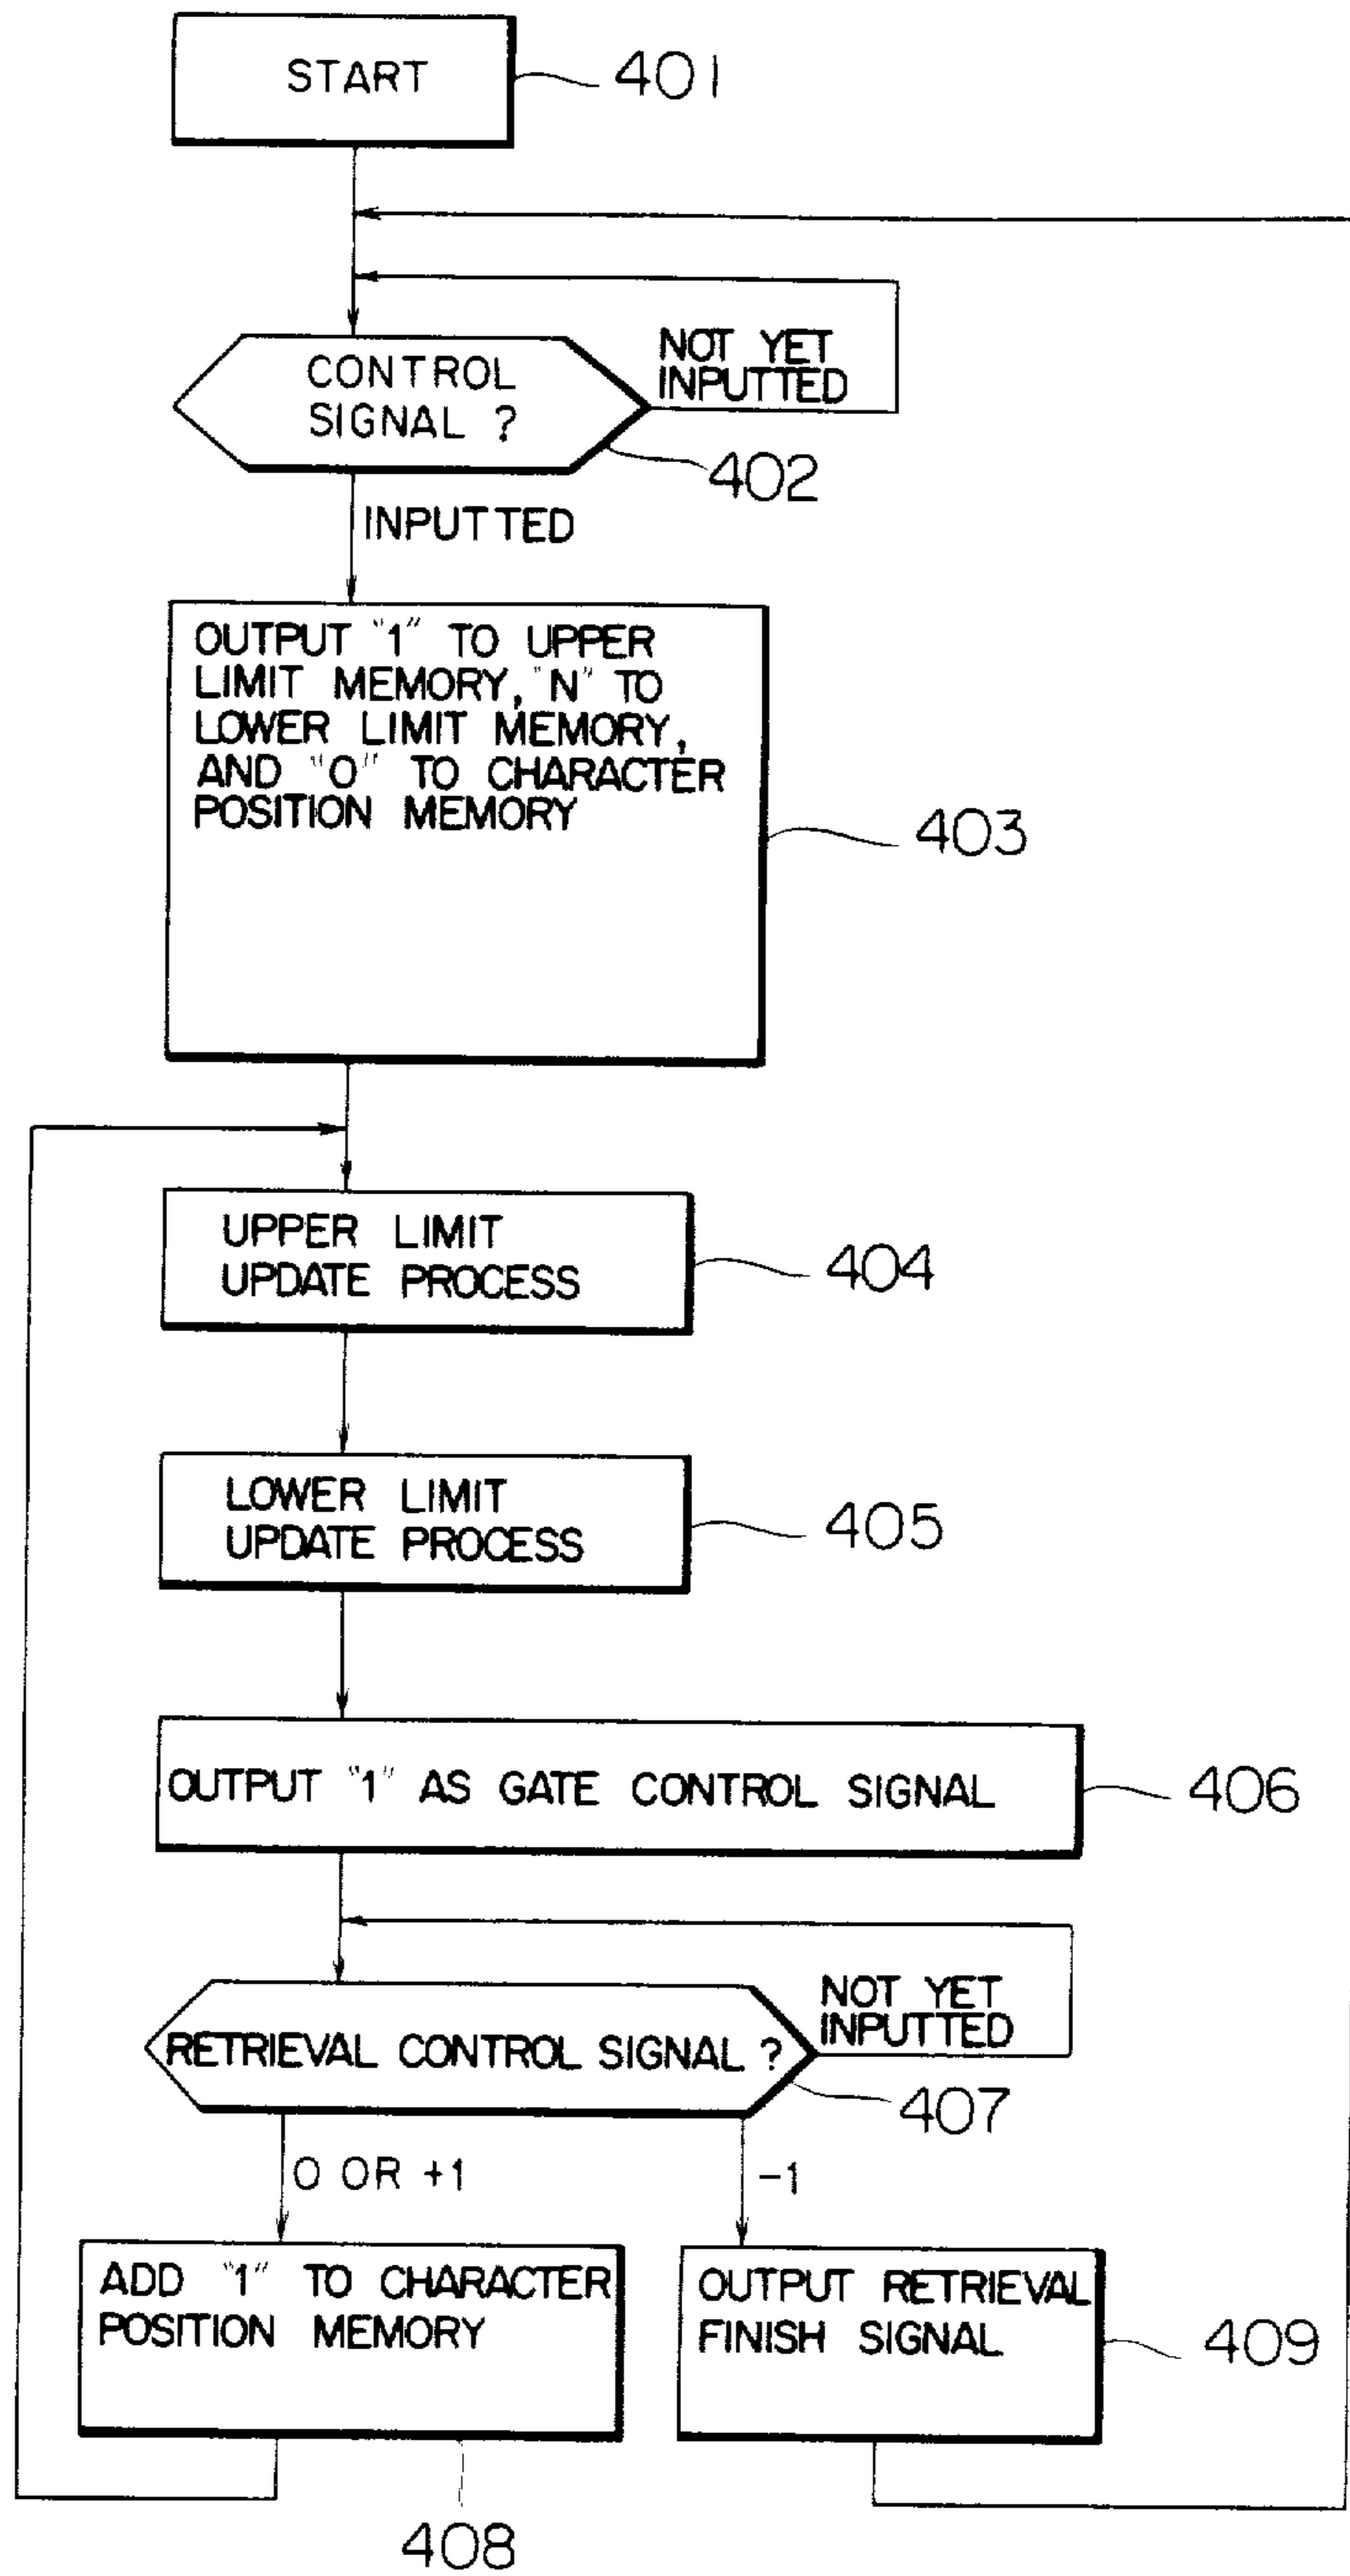 START
401
CONTROL
SIGNAL ?
NOT YET
INPUTTED
402
INPUTTED
OUTPUT "1" TO UPPER
LIMIT MEMORY, "N" TO
LOWER LIMIT MEMORY,
AND "O" TO CHARACTER
POSITION MEMORY
403
UPPER LIMIT
UPDATE PROCESS
404
LOWER LIMIT
UPDATE PROCESS
405
OUTPUT "1" AS GATE CONTROL SIGNAL
406
NOT YET
INPUTTED
RETRIEVAL CONTROL SIGNAL ?
407
0 OR +1
-1
ADD "1" TO CHARACTER
POSITION MEMORY
408
OUTPUT RETRIEVAL
FINISH SIGNAL
409